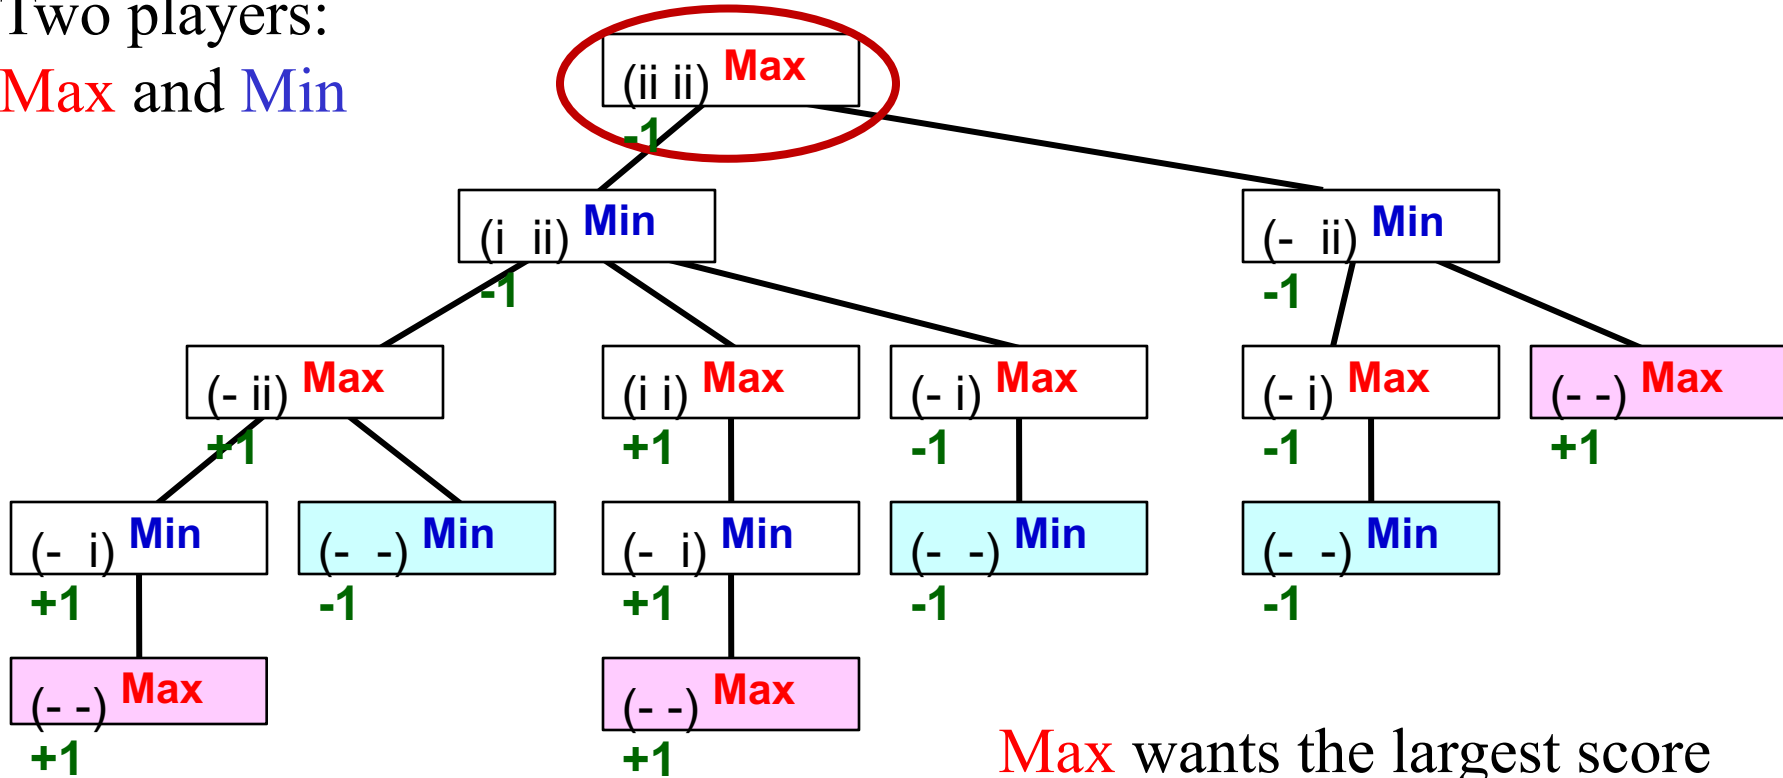 Two players:
Max and Min
(ii ii) Max
-1
(i ii) Min
-1
(- ii) Min
-1
(- ii) Max
+1
(i i) Max
+1
(- i) Max
-1
(- i) Max
-1
(- -) Max
+1
(- i) Min
+1
(- -) Min
-1
(- i) Min
+1
(- -) Min
-1
(- -) Min
-1
(- -) Max
+1
(- -) Max
+1
Max wants the largest score